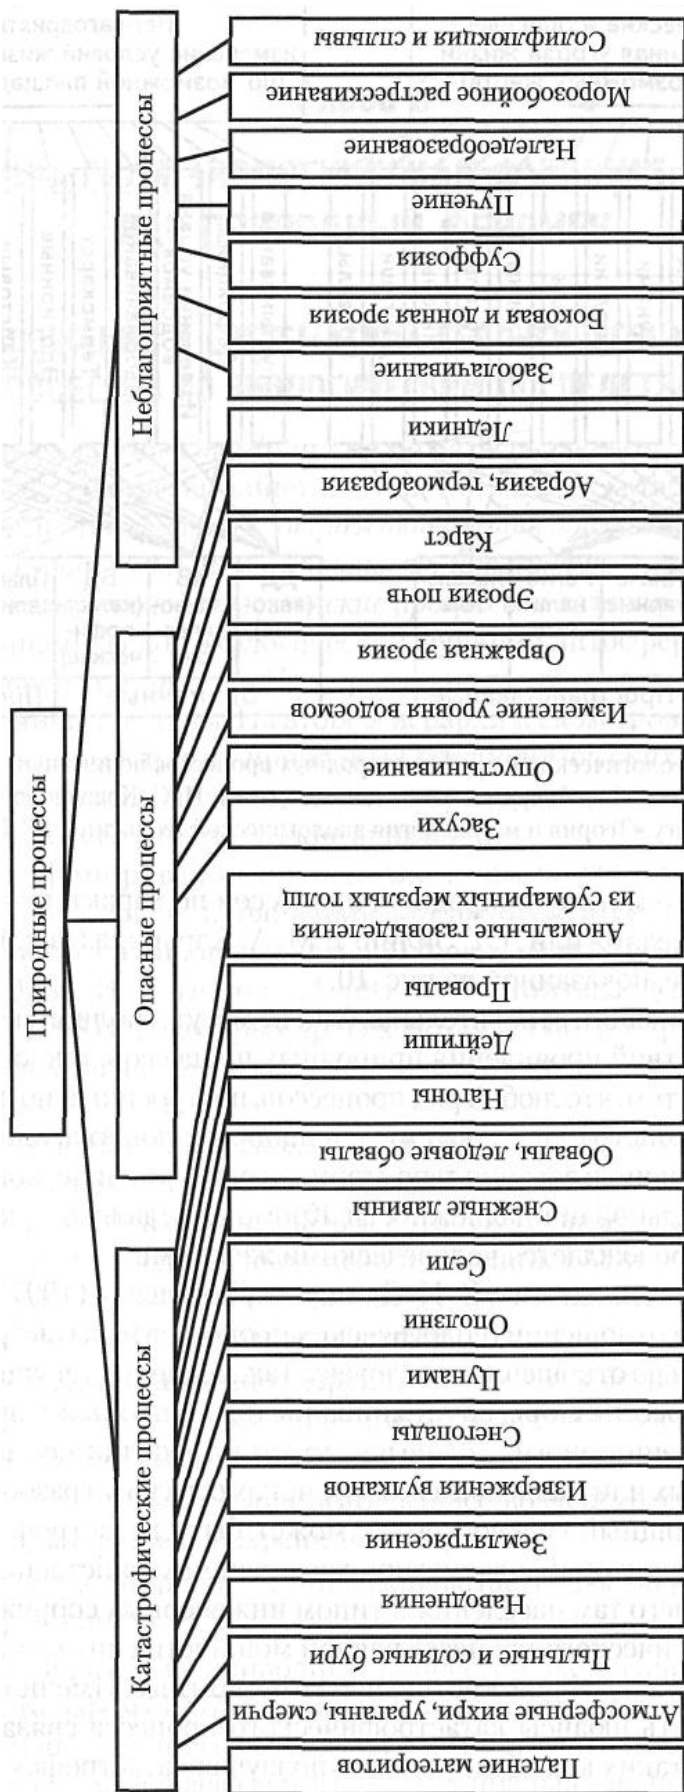 Природные процессы
Катастрофические процессы
Опасные процессы
Неблагоприятные процессы
Падение матеоритов
Атмосферные вихри, ураганы, смерчи
Пыльные и соляные бури
Наводнения
Землятрясения
Извержения вулканов
Снегопады
Цунами
Оползни
Сели
Снежные лавины
Обвалы, ледовые обвалы
Нагоны
Дейгиши
Провалы
Аномальные газовыделения
из субмаринных мерзлых толщ
Засухи
Опустынивание
Изменение уровня водоемов
Овражная эрозия
Эрозия почв
Карст
Абразия, термоабразия
Ледники
Заболачивание
Боковая и донная эрозия
Суффозия
Пучение
Наледеобразование
Морозобойное растрескивание
Солифлюкция и сплывы